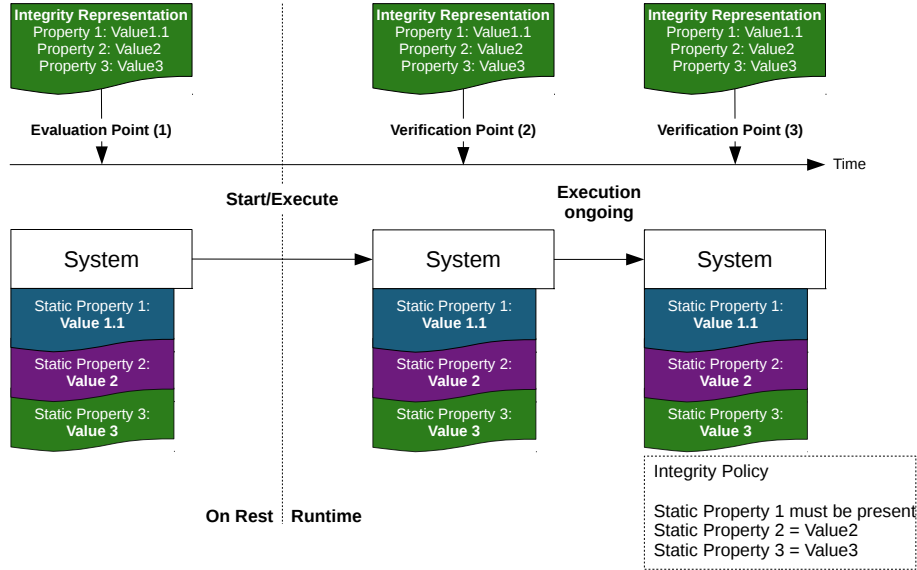 Integrity Representation
Property 1: Value1.1
Property 2: Value2
Property 3: Value3
Integrity Representation
Property 1: Value1.1
Property 2: Value2
Property 3: Value3
Integrity Representation
Property 1: Value1.1
Property 2: Value2
Property 3: Value3
Evaluation Point (1)
Verification Point (2)
Verification Point (3)
Time
Start/Execute
Execution
ongoing
System
Static Property 1:
Value 1.1
Static Property 2:
Value 2
Static Property 3:
Value 3
System
Static Property 1:
Value 1.1
Static Property 2:
Value 2
Static Property 3:
Value 3
System
Static Property 1:
Value 1.1
Static Property 2:
Value 2
Static Property 3:
Value 3
On Rest
Runtime
Integrity Policy
Static Property 1 must be present
Static Property 2 = Value2
Static Property 3 = Value3